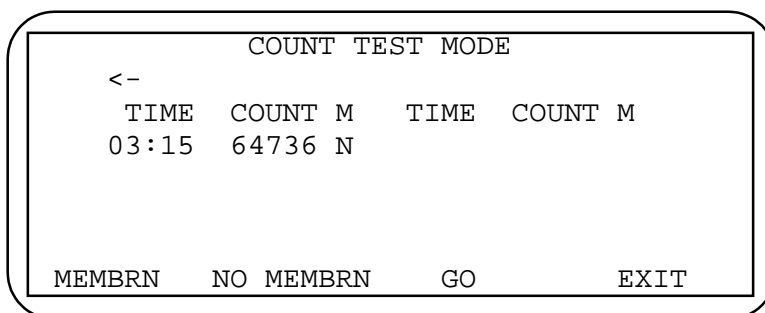 COUNT TEST MODE
<-
TIME COUNT M TIME COUNT M
03:15 64736 N
MEMBRN NO MEMBRN GO EXIT